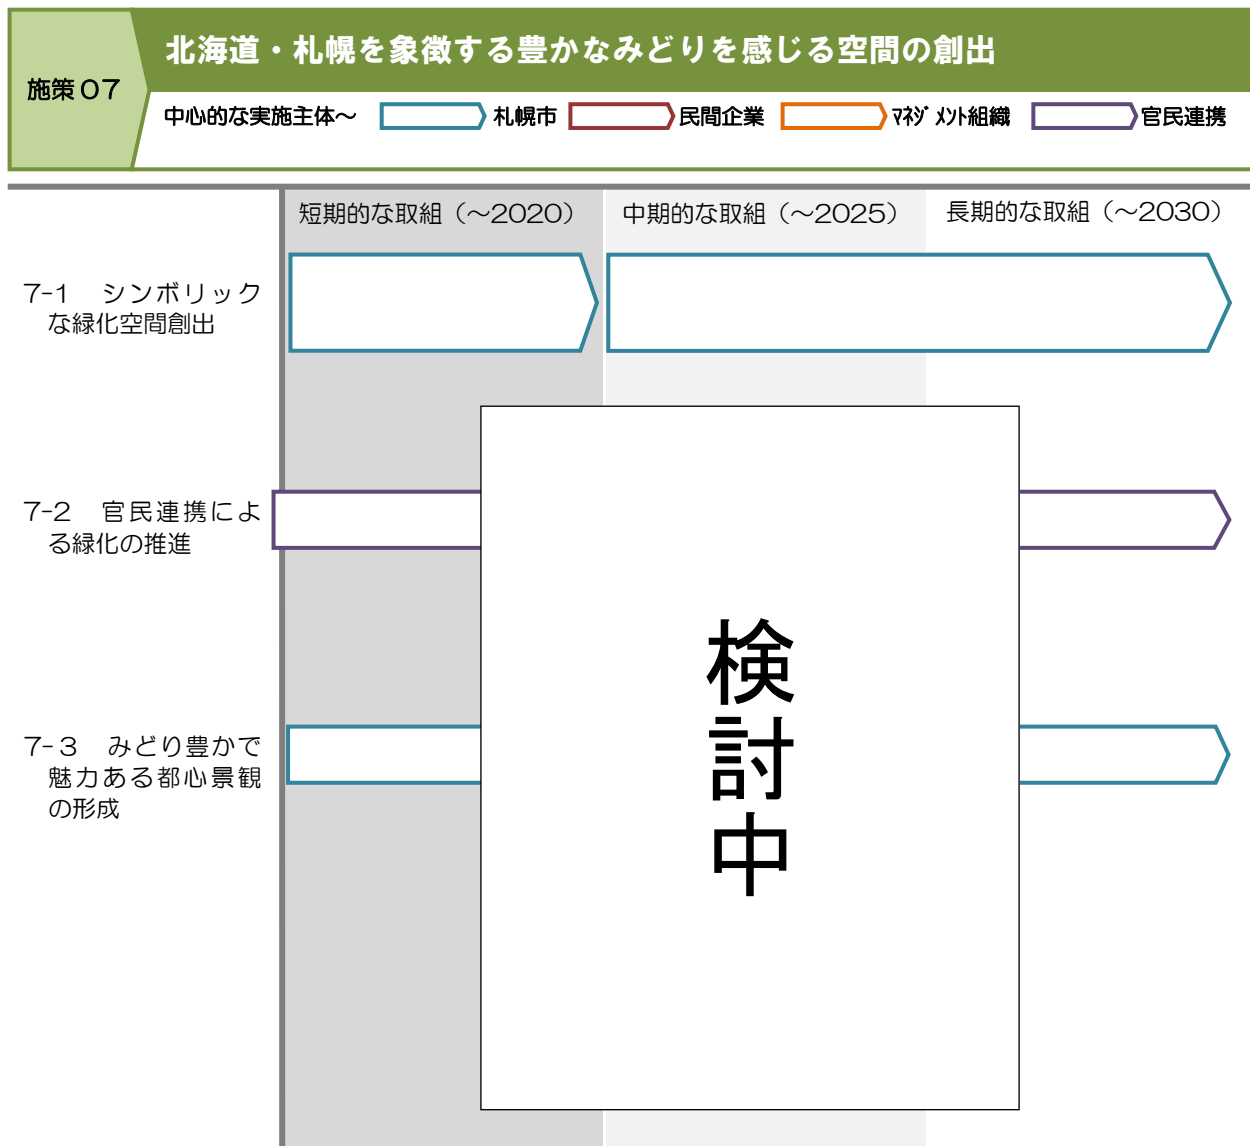 北海道・札幌を象徴する豊かなみどりを感じる空間の創出
施策０７
中心的な実施主体～ 札幌市 民間企業 ﾏﾈｼﾞﾒﾝﾄ組織 官民連携
短期的な取組（～2020） 中期的な取組（～2025） 長期的な取組（～2030）
7-1　シンボリック
な緑化空間創出
7-2　官民連携によ
る緑化の推進
7-３　みどり豊かで
魅力ある都心景観
の形成
検討中